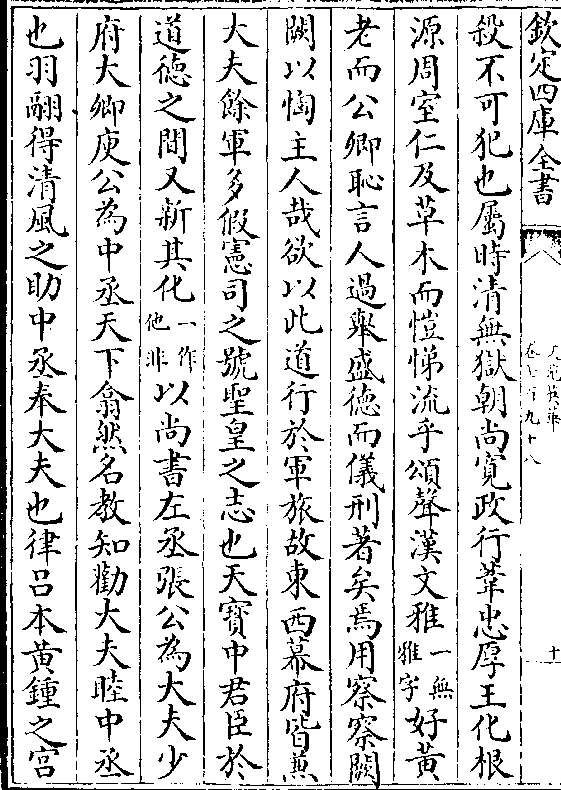 欽定四庫全書
文苑英華
卷七百九十八
十
殺不可犯也屬時清無獄朝尚寛政行葦忠厚王化根
源周室仁及草木而愷悌流乎頌聲漢文雅一無雅字好黄
老而公卿恥言人過舉盛德而儀刑著矣焉用察察闕
闕以恟主人哉欲以此道行於軍旅故東西幕府皆兼
大夫餘軍多假憲司之號聖皇之志也天寳中君臣於
道徳之間又新其化一作他非以尚書左丞張公為大夫少
府大卿庾公為中丞天下翕然名教知勸大夫睦中丞
也羽翮得清風之助中丞奉大夫也律吕本黄鍾之宫